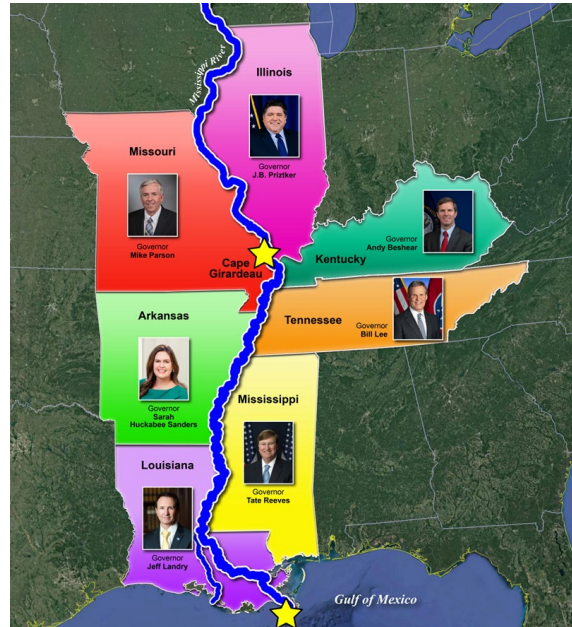 Mississippi River
Illinois
Governor
J.B. Priztker
Missouri
Governor
Mike Parson
Cape
Girardeau
Kentucky
Governor
Andy Beshear
Tennessee
Governor
Bill Lee
Arkansas
Governor
Sarah
Huckabee Sanders
Mississippi
Governor
Tate Reeves
Louisiana
Governor
Jeff Landry
Gulf of Mexico